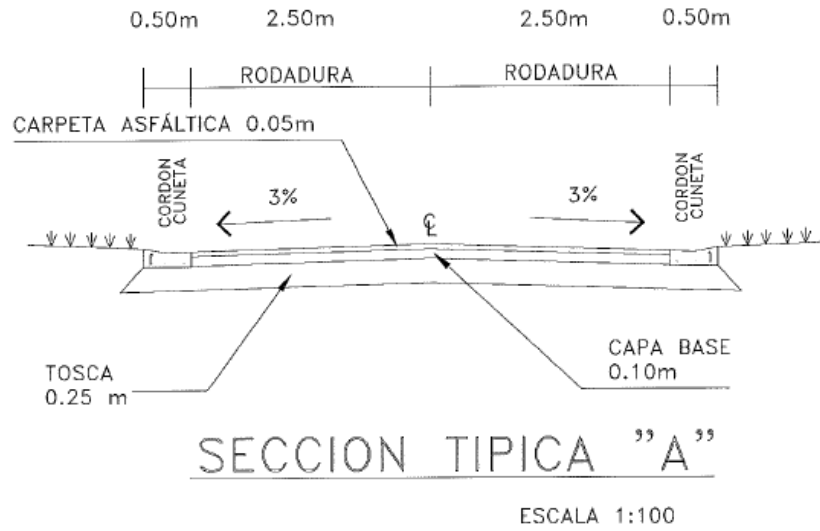 0.50m 2.50m 2.50m 0.50m
RODADURA RODADURA
CARPETA ASFÁLTICA 0.05m
CORDON
CUNETA
3% 3%
CORDON
CUNETA
℄
TOSCA
0.25 m
CAPA BASE
0.10m
SECCION TIPICA "A"
ESCALA 1:100